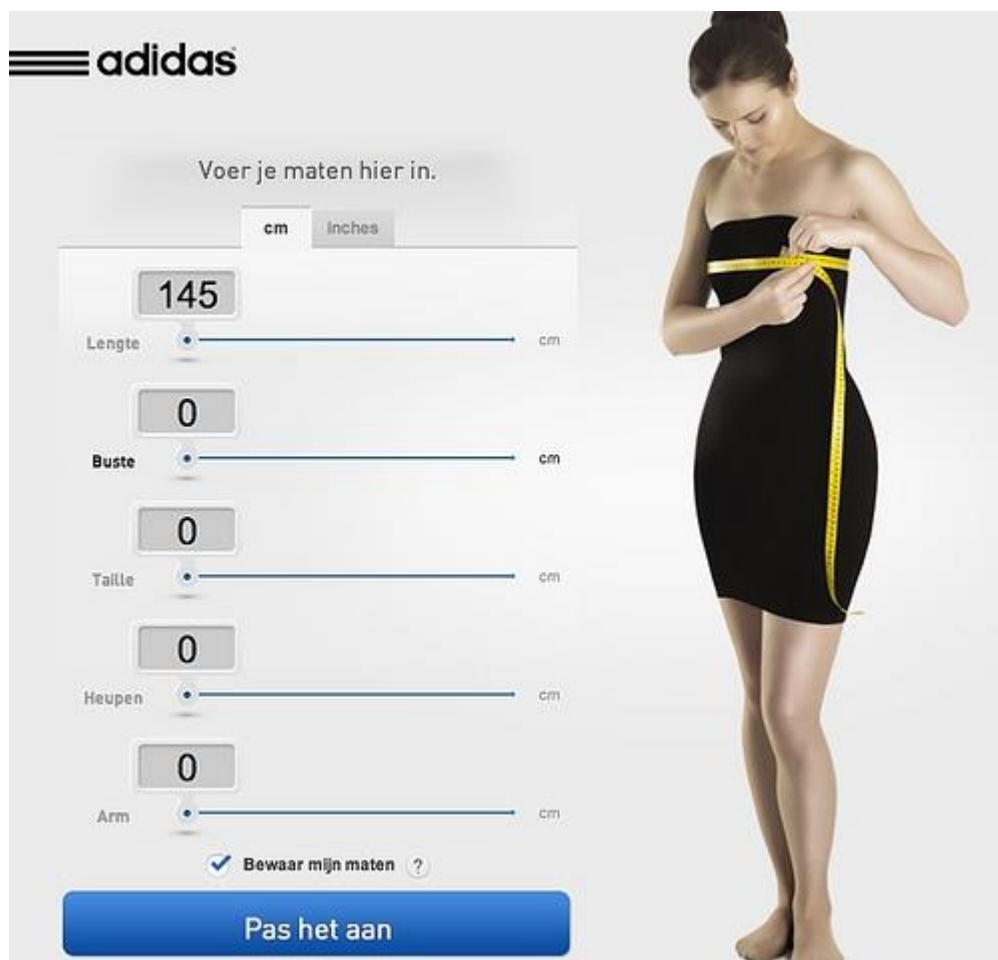 adidas
Voer je maten hier in.
cm Inches
145
Lengte cm
0
Buste cm
0
Taille cm
0
Heupen cm
0
Arm cm
Bewaar mijn maten ?
Pas het aan